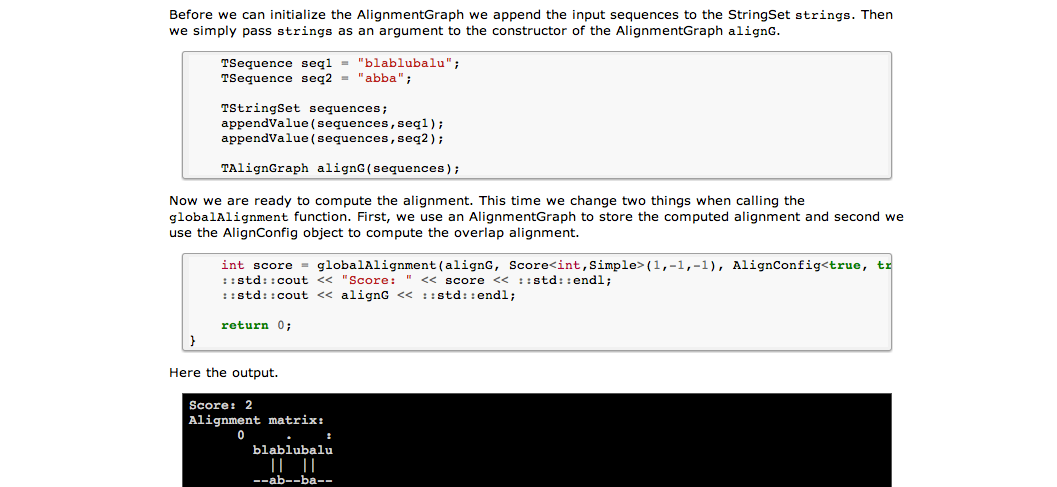 Before we can initialize the AlignmentGraph we append the input sequences to the StringSet strings. Then
we simply pass strings as an argument to the constructor of the AlignmentGraph alignG.
TSequence seq1 = "blablubalu";
TSequence seq2 = "abba";
TStringSet sequences;
appendValue(sequences,seq1);
appendValue(sequences,seq2);
TAlignGraph alignG(sequences);
Now we are ready to compute the alignment. This time we change two things when calling the
globalAlignment function. First, we use an AlignmentGraph to store the computed alignment and second we
use the AlignConfig object to compute the overlap alignment.
int score = globalAlignment(alignG, Score<int,Simple>(1,-1,-1), AlignConfig<true, tr
::std::cout << "Score: " << score << ::std::endl;
::std::cout << alignG << ::std::endl;
return 0;
}
Here the output.
Score: 2
Alignment matrix:
0     .    :
blablubalu
||  ||
--ab--ba--